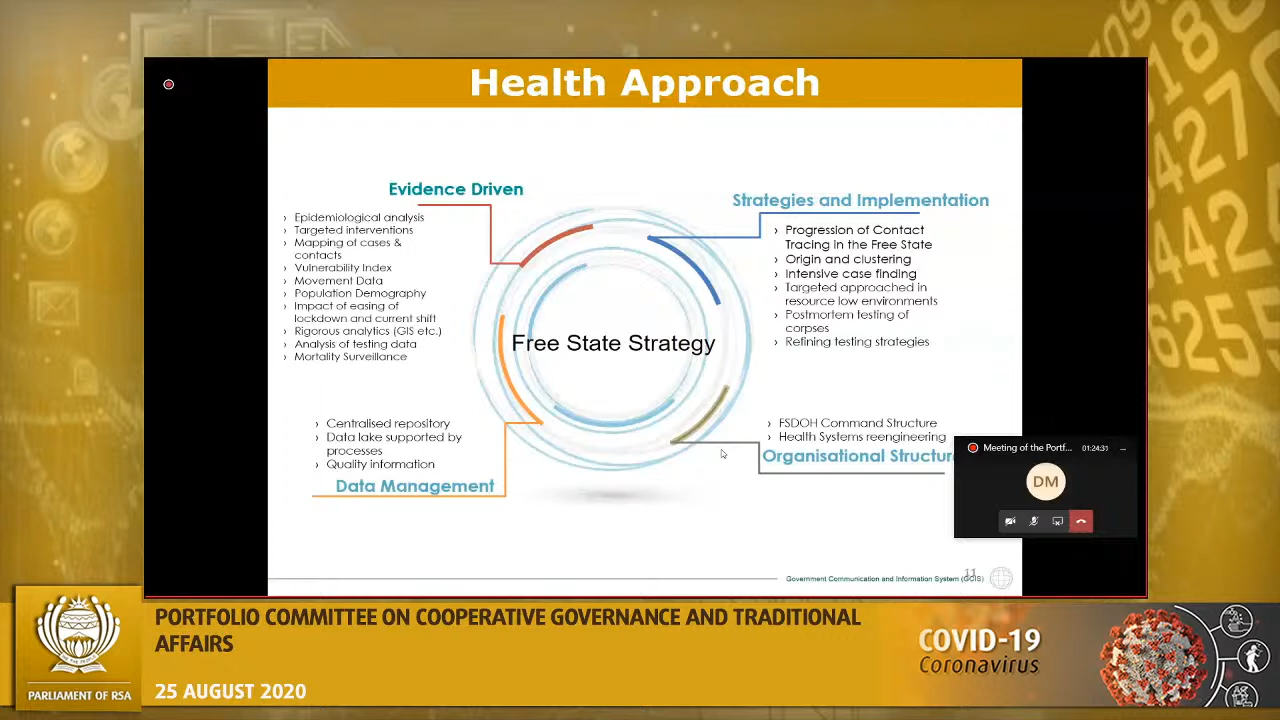 Health Approach
Evidence Driven
› Epidemiological analysis
› Targeted interventions
› Mapping of cases &
contacts
› Vulnerability Index
› Movement Data
› Population Demography
› Impact of easing of
lockdown and current shift
› Rigorous analytics (GIS etc.)
› Analysis of testing data
› Mortality Surveillance
Strategies and Implementation
› Progression of Contact
Tracing in the Free State
› Origin and clustering
› Intensive case finding
› Targeted approached in
resource low environments
› Postmortem testing of
corpses
› Refining testing strategies
Free State Strategy
› Centralised repository
› Data lake supported by
processes
› Quality information
Data Management
› FSDOH Command Structure
› Health Systems reengineering
Organisational Structur
Meeting of the Portf... 01:24:31
DM
Government Communication and Information System (GCIS)
11
PORTFOLIO COMMITTEE ON COOPERATIVE GOVERNANCE AND TRADITIONAL
AFFAIRS
25 AUGUST 2020
PARLIAMENT OF RSA
COVID-19
Coronavirus